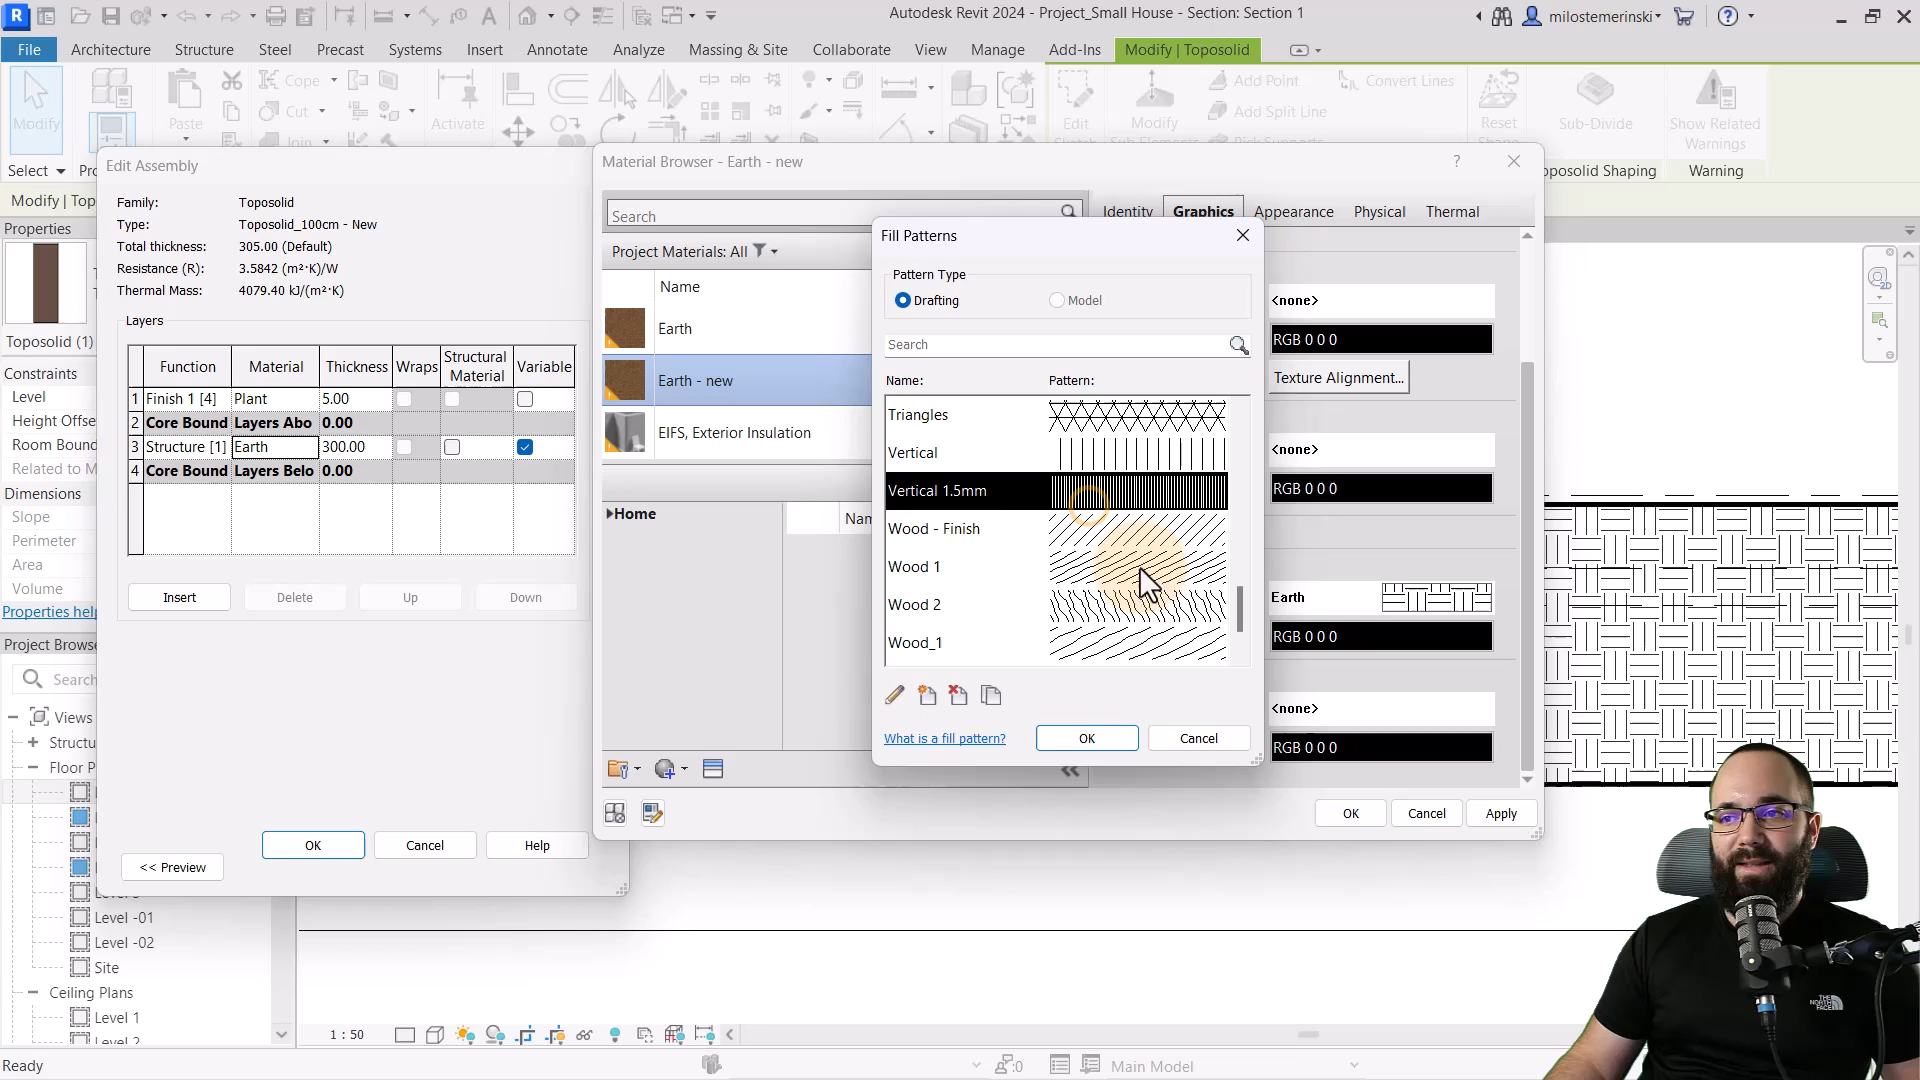 Autodesk Revit 2024 - Project_Small House - Section: Section 1
milostemerinski
File
Architecture
Structure
Steel
Precast
Systems
Insert
Annotate
Analyze
Massing & Site
Collaborate
View
Manage
Add-Ins
Modify | Toposolid
Modify
Paste
Cope
Cut
Join
Activate
Edit
Modify
Add Point
Add Split Line
Convert Lines
Reset
Sub-Divide
Show Related
Warnings
Select
Toposolid Shaping
Warning
Modify | Top
Properties
Toposolid (1)
Constraints
Level
Height Offse
Room Bound
Related to M
Dimensions
Slope
Perimeter
Area
Volume
Properties help
Project Browse
Search
Views
Structu
Floor P
Level -01
Level -02
Site
Ceiling Plans
Level 1
Level 2
Edit Assembly
Family: Toposolid
Type: Toposolid_100cm - New
Total thickness: 305.00 (Default)
Resistance (R): 3.5842 (m²·K)/W
Thermal Mass: 4079.40 kJ/(m²·K)
Layers
Function Material Thickness Wraps Structural Material Variable
1 Finish 1 [4] Plant 5.00
2 Core Bound Layers Abo 0.00
3 Structure [1] Earth 300.00
4 Core Bound Layers Belo 0.00
Insert Delete Up Down
OK Cancel Help
<< Preview
Material Browser - Earth - new
?
Search
Project Materials: All
Name
Earth
Earth - new
EIFS, Exterior Insulation
Home
Nam
Identity Graphics Appearance Physical Thermal
<none>
RGB 0 0 0
Texture Alignment...
<none>
RGB 0 0 0
Earth
RGB 0 0 0
<none>
RGB 0 0 0
OK Cancel Apply
Fill Patterns
Pattern Type
Drafting Model
Search
Name: Pattern:
Triangles
Vertical
Vertical 1.5mm
Wood - Finish
Wood 1
Wood 2
Wood_1
What is a fill pattern?
OK Cancel
1 : 50
Ready
:0
Main Model
2D
THE NORTH FACE